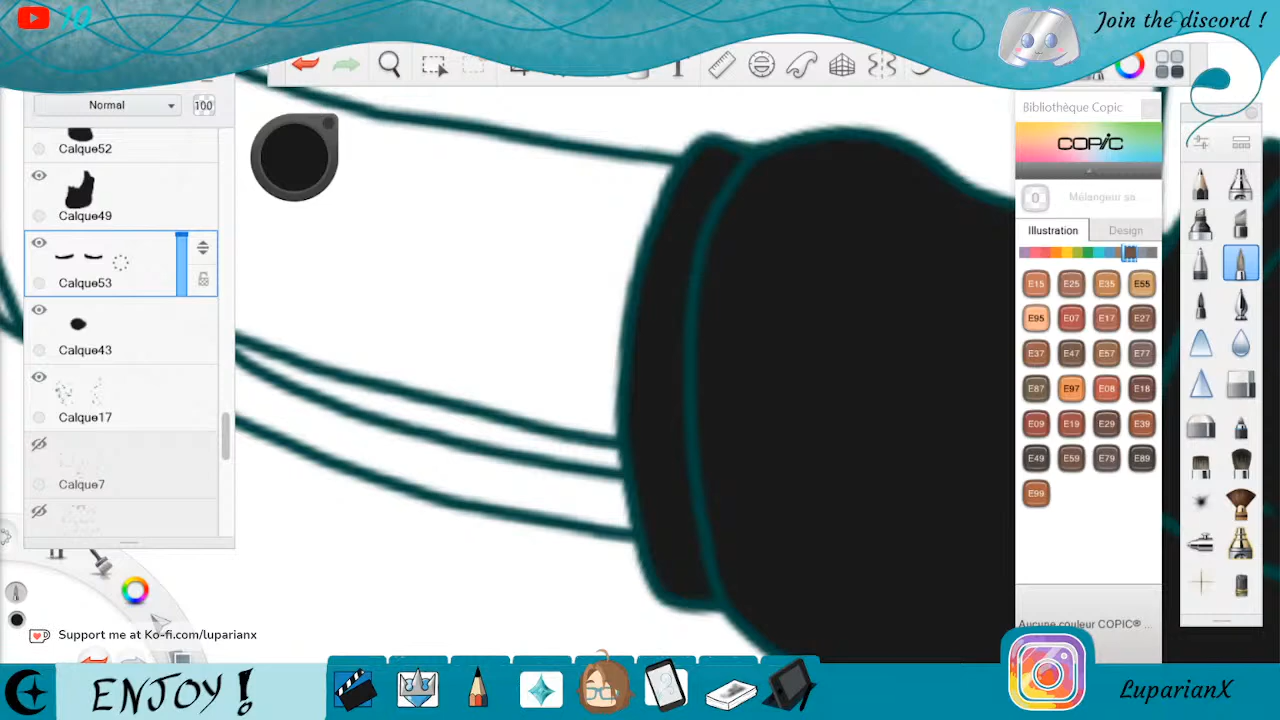 10
Join the discord !
Normal
100
Calque52
Calque49
Calque53
Calque43
Calque17
Calque7
Bibliothèque Copic
COPIC
0
Mélangeur sa...
Illustration
Design
E15 E25 E35 E55
E95 E07 E17 E27
E37 E47 E57 E77
E87 E97 E08 E18
E09 E19 E29 E39
E49 E59 E79 E89
E99
Aucune couleur COPIC® ...
Support me at Ko-fi.com/luparianx
ENJOY !
LuparianX